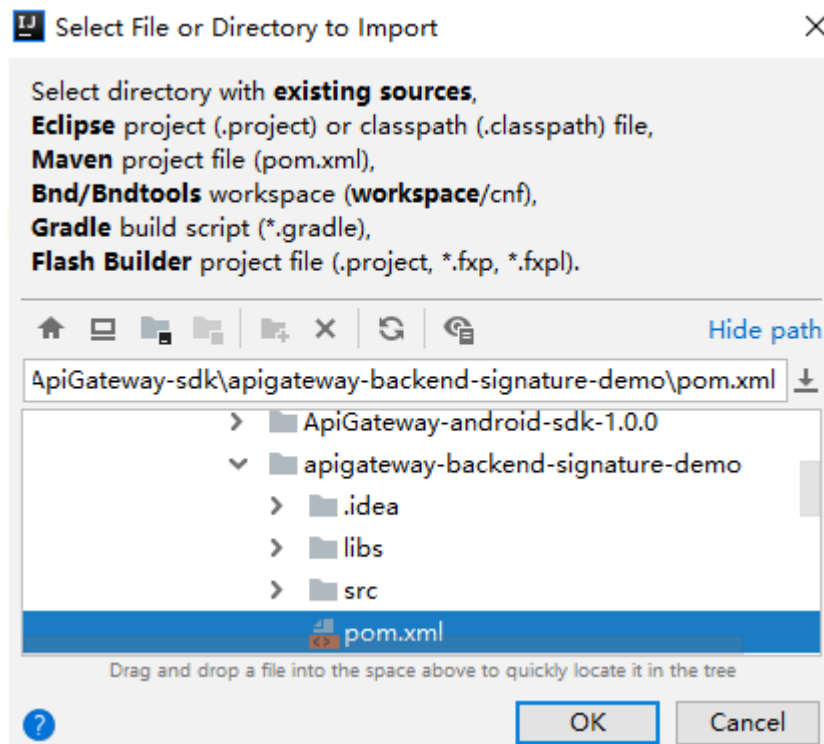 Select File or Directory to Import
Select directory with existing sources,
Eclipse project (.project) or classpath (.classpath) file,
Maven project file (pom.xml),
Bnd/Bndtools workspace (workspace/cnf),
Gradle build script (*.gradle),
Flash Builder project file (.project, *.fxp, *.fxpl).
Hide path
ApiGateway-sdk\apigateway-backend-signature-demo\pom.xml
ApiGateway-android-sdk-1.0.0
apigateway-backend-signature-demo
.idea
libs
src
pom.xml
Drag and drop a file into the space above to quickly locate it in the tree
OK
Cancel